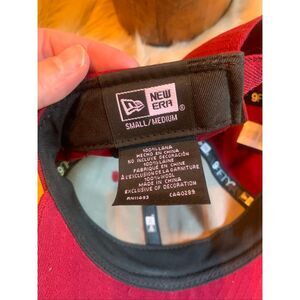 NEW
ERA®
SMALL/MEDIUM
100%LANA
HECHO EN CHINA
NO INCLUYE DECORACIÓN
100%LAINE
FABRIQUÉ EN CHINE
À L'EXCLUSION DE LA GARNITURE
100%WOOL
MADE IN CHINA
EXCLUSIVE OF DECORATION
CA40289
9FIFTY